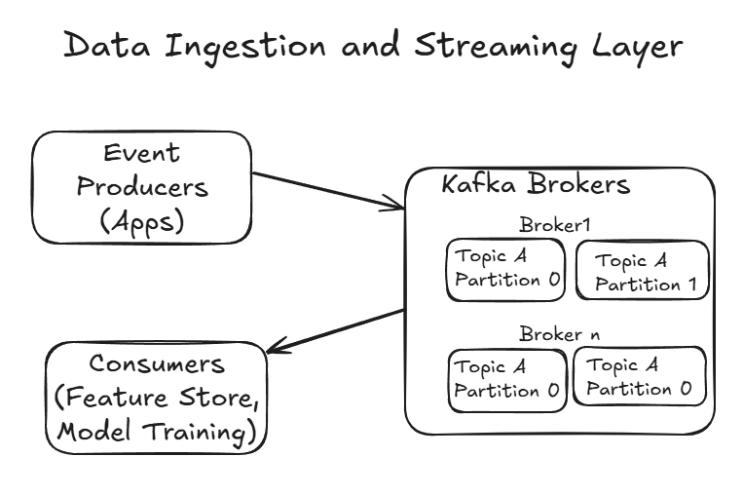 Data Ingestion and Streaming Layer
Event
Producers
(Apps)
Kafka Brokers
Broker1
Topic A
Partition 0
Topic A
Partition 1
Broker n
Topic A
Partition 0
Topic A
Partition 0
Consumers
(Feature Store,
Model Training)